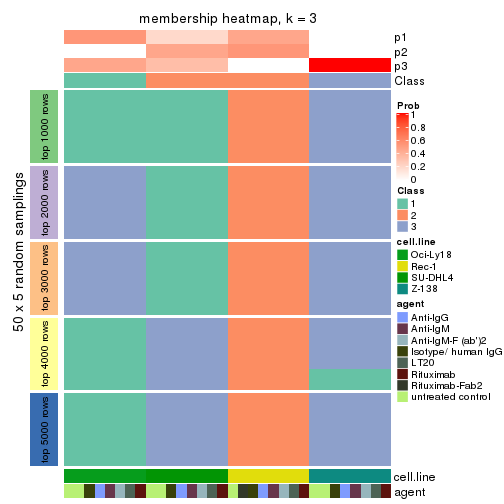 membership heatmap, k = 3
p1
p2
p3
Class
50 x 5 random samplings
top 1000 rows
top 2000 rows
top 3000 rows
top 4000 rows
top 5000 rows
cell.line
agent
Prob
1
0.8
0.6
0.4
0.2
0
Class
1
2
3
cell.line
Oci-Ly18
Rec-1
SU-DHL4
Z-138
agent
Anti-IgG
Anti-IgM
Anti-IgM-F (ab')2
Isotype/ human IgG
LT20
Rituximab
Rituximab-Fab2
untreated control